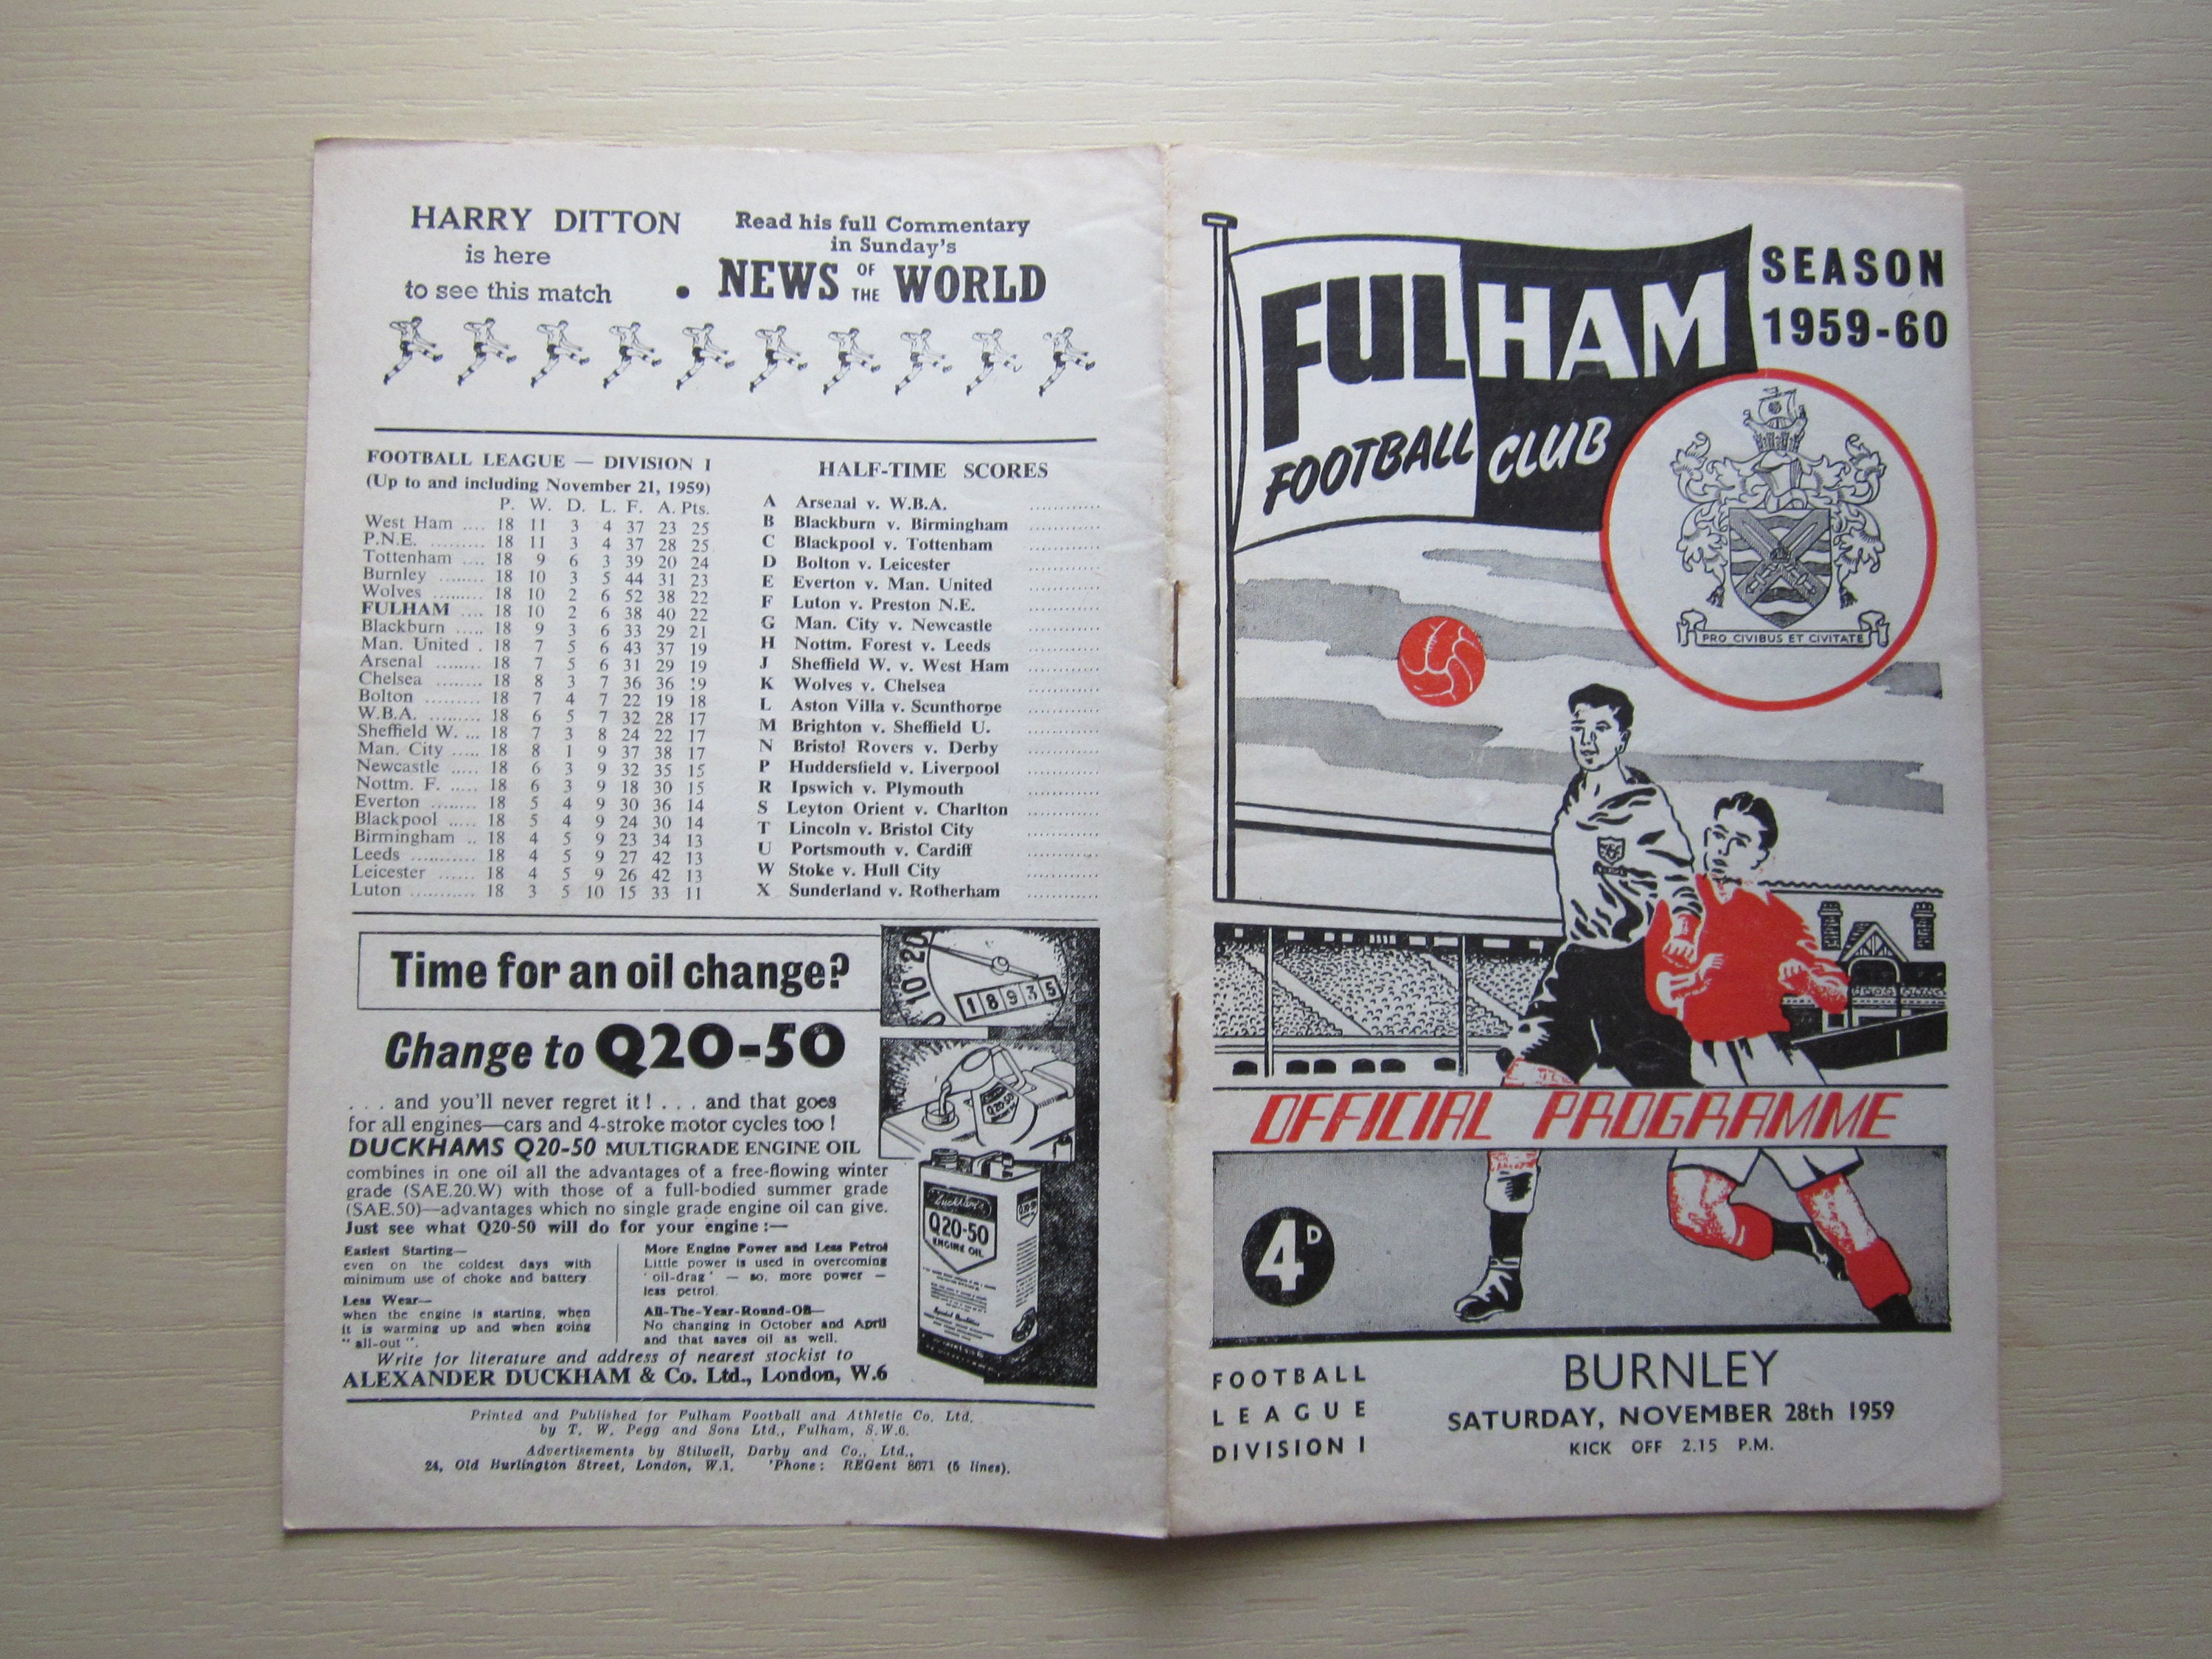 HARRY DITTON
is here
to see this match
Read his full Commentary
in Sunday's
. NEWS OF THE WORLD
FOOTBALL LEAGUE — DIVISION I
(Up to and including November 21, 1959)
P. W. D. L. F. A. Pts.
West Ham .... 18 11 3 4 37 23 25
P.N.E. ......... 18 11 3 4 37 28 25
Tottenham .... 18 9 6 3 39 20 24
Burnley ........ 18 10 3 5 44 31 23
Wolves ......... 18 10 2 6 52 38 22
FULHAM .... 18 10 2 6 38 40 22
Blackburn ..... 18 9 3 6 33 29 21
Man. United . 18 7 5 6 43 37 19
Arsenal ........ 18 7 5 6 31 29 19
Chelsea ........ 18 8 3 7 36 36 19
Bolton .......... 18 7 4 7 22 19 18
W.B.A. ......... 18 6 5 7 32 28 17
Sheffield W. ... 18 7 3 8 24 22 17
Man. City ..... 18 8 1 9 37 38 17
Newcastle ..... 18 6 3 9 32 35 15
Nottm. F. ..... 18 6 3 9 18 30 15
Everton ........ 18 5 4 9 30 36 14
Blackpool ..... 18 5 4 9 24 30 14
Birmingham .. 18 4 5 9 23 34 13
Leeds ........... 18 4 5 9 27 42 13
Leicester ...... 18 4 5 9 26 42 13
Luton ........... 18 3 5 10 15 33 11
HALF-TIME SCORES
A Arsenal v. W.B.A. ............
B Blackburn v. Birmingham ............
C Blackpool v. Tottenham ............
D Bolton v. Leicester ............
E Everton v. Man. United ............
F Luton v. Preston N.E. ............
G Man. City v. Newcastle ............
H Nottm. Forest v. Leeds ............
J Sheffield W. v. West Ham ............
K Wolves v. Chelsea ............
L Aston Villa v. Scunthorpe ............
M Brighton v. Sheffield U. ............
N Bristol Rovers v. Derby ............
P Huddersfield v. Liverpool ............
R Ipswich v. Plymouth ............
S Leyton Orient v. Charlton ............
T Lincoln v. Bristol City ............
U Portsmouth v. Cardiff ............
W Stoke v. Hull City ............
X Sunderland v. Rotherham ............
Time for an oil change?
10 20
18935
Change to Q20-50
Q20-50
. . . and you'll never regret it ! . . . and that goes
for all engines—cars and 4-stroke motor cycles too !
DUCKHAMS Q20-50 MULTIGRADE ENGINE OIL
combines in one oil all the advantages of a free-flowing winter
grade (SAE.20.W) with those of a full-bodied summer grade
(SAE.50)—advantages which no single grade engine oil can give.
Just see what Q20-50 will do for your engine :—
Easiest Starting—
even on the coldest days with
minimum use of choke and battery.
Less Wear—
when the engine is starting, when
it is warming up and when going
" all-out ".
More Engine Power and Less Petrol
Little power is used in overcoming
' oil-drag ' — so, more power —
less petrol.
All-The-Year-Round-Oil—
No changing in October and April
and that saves oil as well.
Duckham's
Q20-50
ENGINE OIL
Write for literature and address of nearest stockist to
ALEXANDER DUCKHAM & Co. Ltd., London, W.6
Printed and Published for Fulham Football and Athletic Co. Ltd.
by T. W. Pegg and Sons Ltd., Fulham, S.W.6.
Advertisements by Stilwell, Darby and Co., Ltd.,
24, Old Burlington Street, London, W.1. 'Phone : REGent 8671 (5 lines).
FULHAM
FOOTBALL CLUB
SEASON
1959-60
PRO CIVIBUS ET CIVITATE
OFFICIAL PROGRAMME
4D
FOOTBALL
LEAGUE
DIVISION I
BURNLEY
SATURDAY, NOVEMBER 28th 1959
KICK OFF 2.15 P.M.